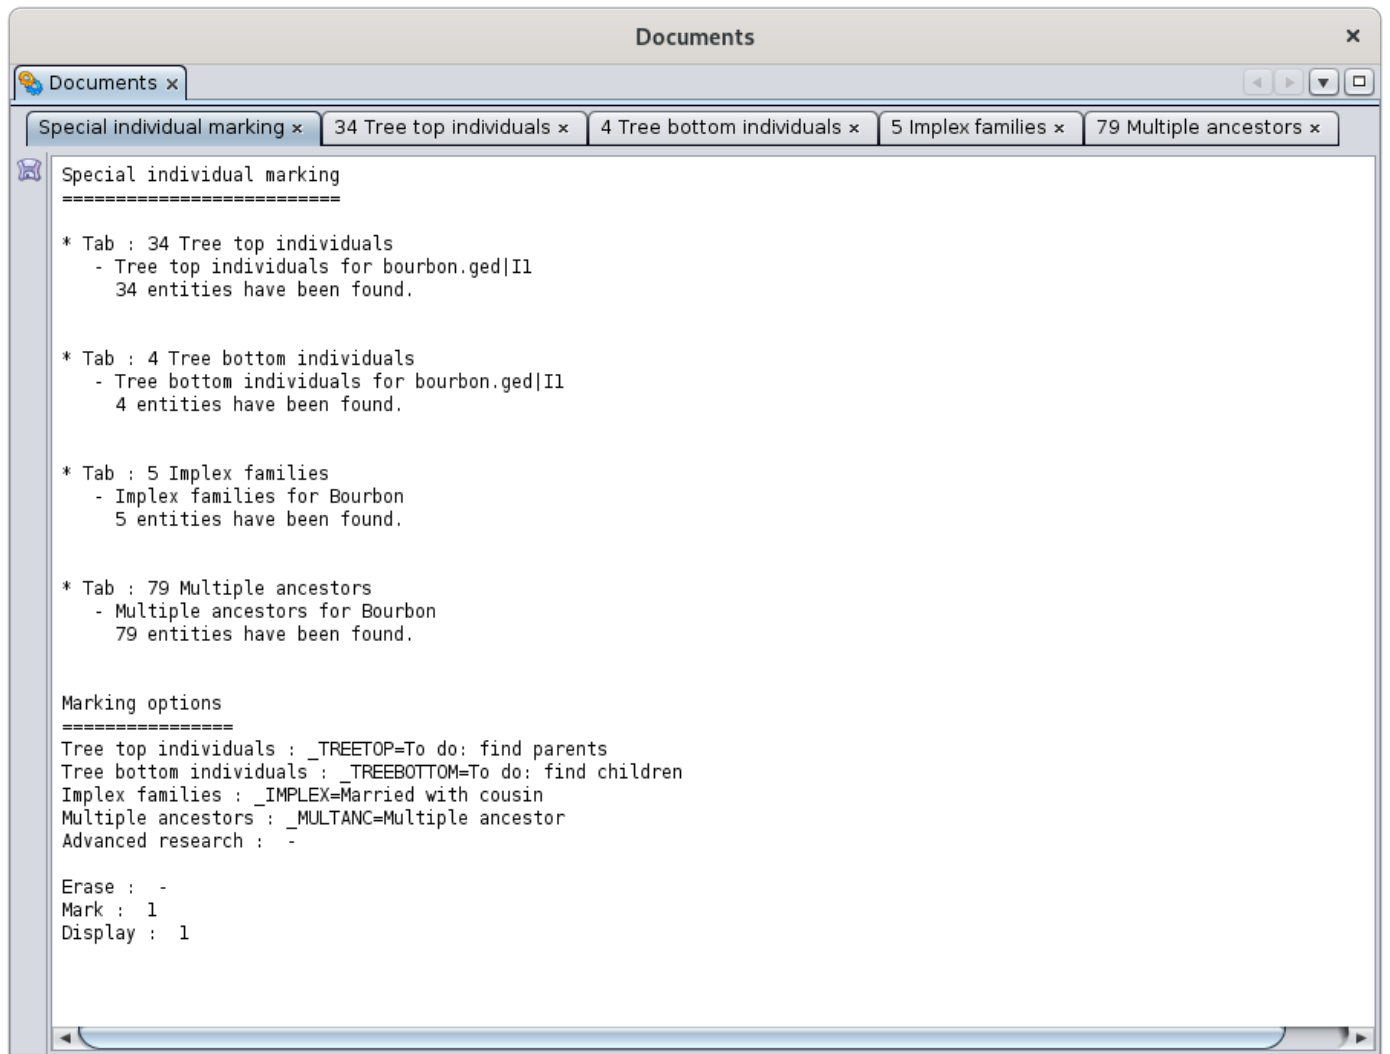 Documents
Documents
Special individual marking
34 Tree top individuals
4 Tree bottom individuals
5 Implex families
79 Multiple ancestors
Special individual marking
==========================
* Tab : 34 Tree top individuals
- Tree top individuals for bourbon.ged|I1
34 entities have been found.
* Tab : 4 Tree bottom individuals
- Tree bottom individuals for bourbon.ged|I1
4 entities have been found.
* Tab : 5 Implex families
- Implex families for Bourbon
5 entities have been found.
* Tab : 79 Multiple ancestors
- Multiple ancestors for Bourbon
79 entities have been found.
Marking options
================
Tree top individuals : _TREETOP=To do: find parents
Tree bottom individuals : _TREEBOTTOM=To do: find children
Implex families : _IMPLEX=Married with cousin
Multiple ancestors : _MULTANC=Multiple ancestor
Advanced research :  -
Erase :  -
Mark :  1
Display :  1